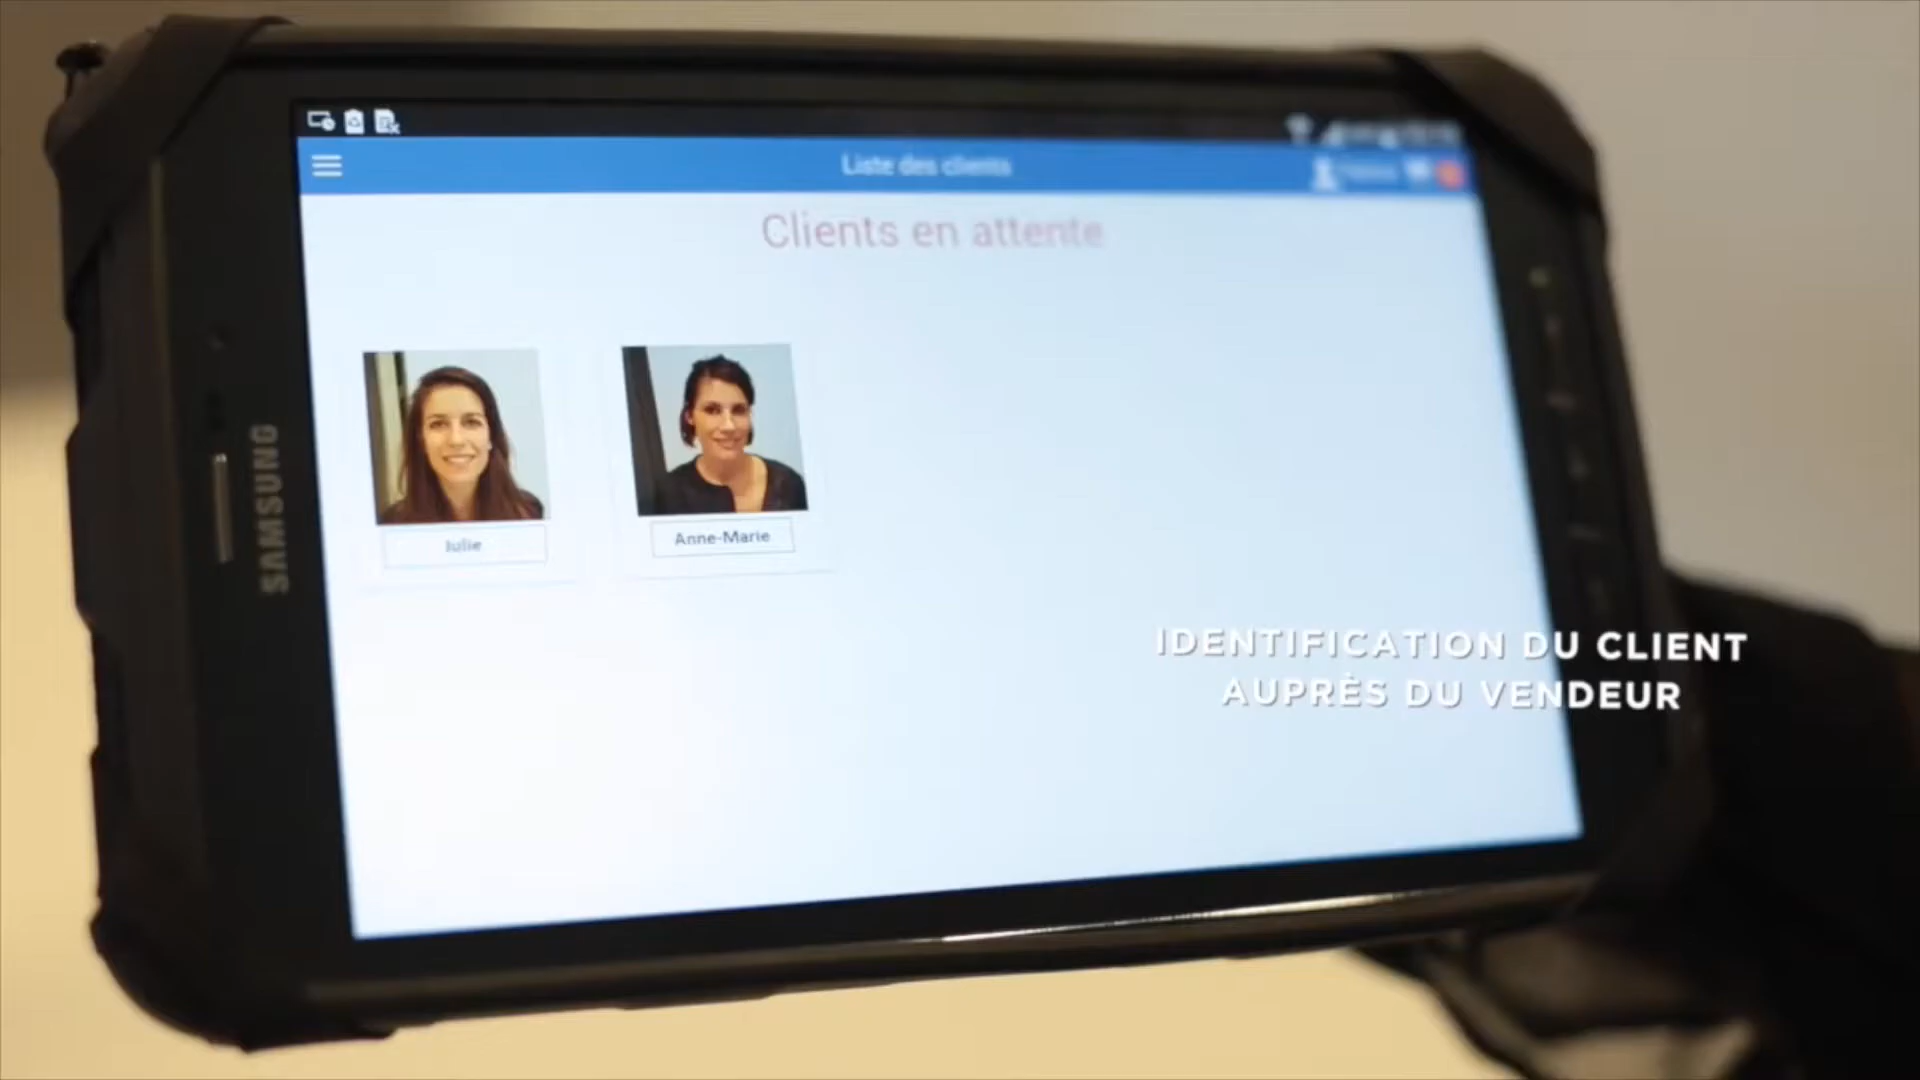 Liste des clients
Clients en attente
Julie
Anne-Marie
SAMSUNG
IDENTIFICATION DU CLIENT
AUPRÈS DU VENDEUR